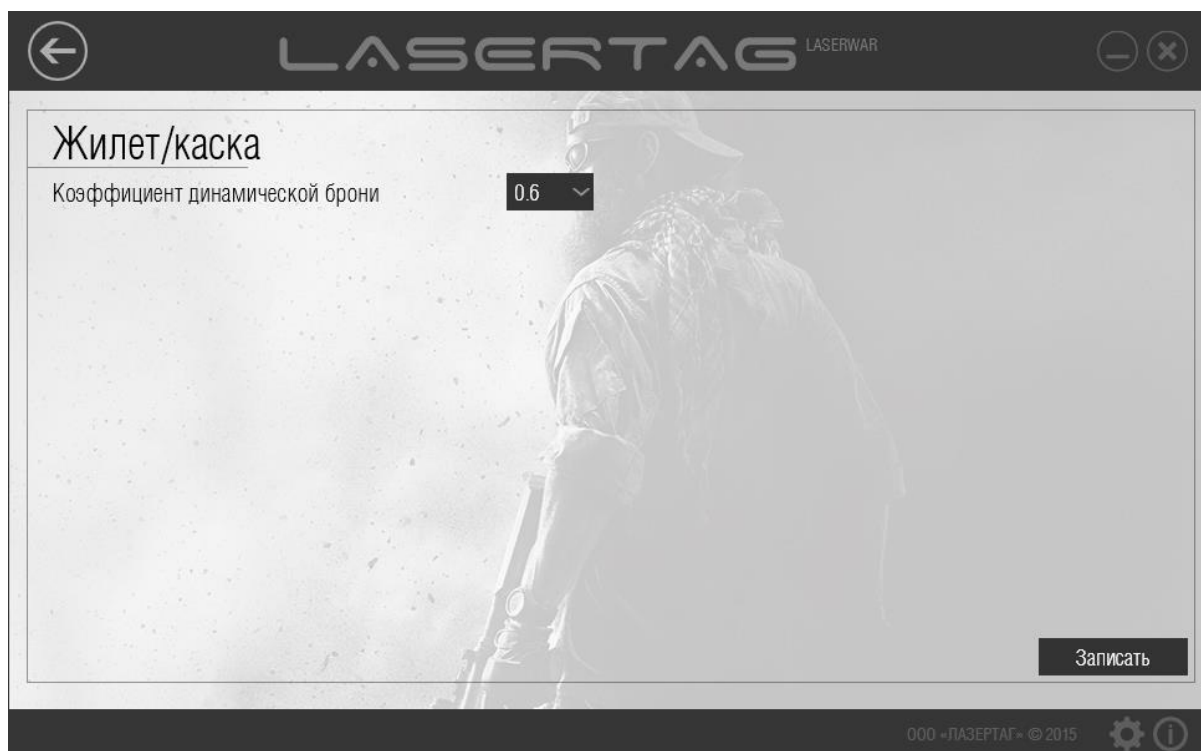 LASERTAG LASERWAR
Жилет/каска
Коэффициент динамической брони 0.6
Записать
ООО «ЛАЗЕРТАГ» © 2015